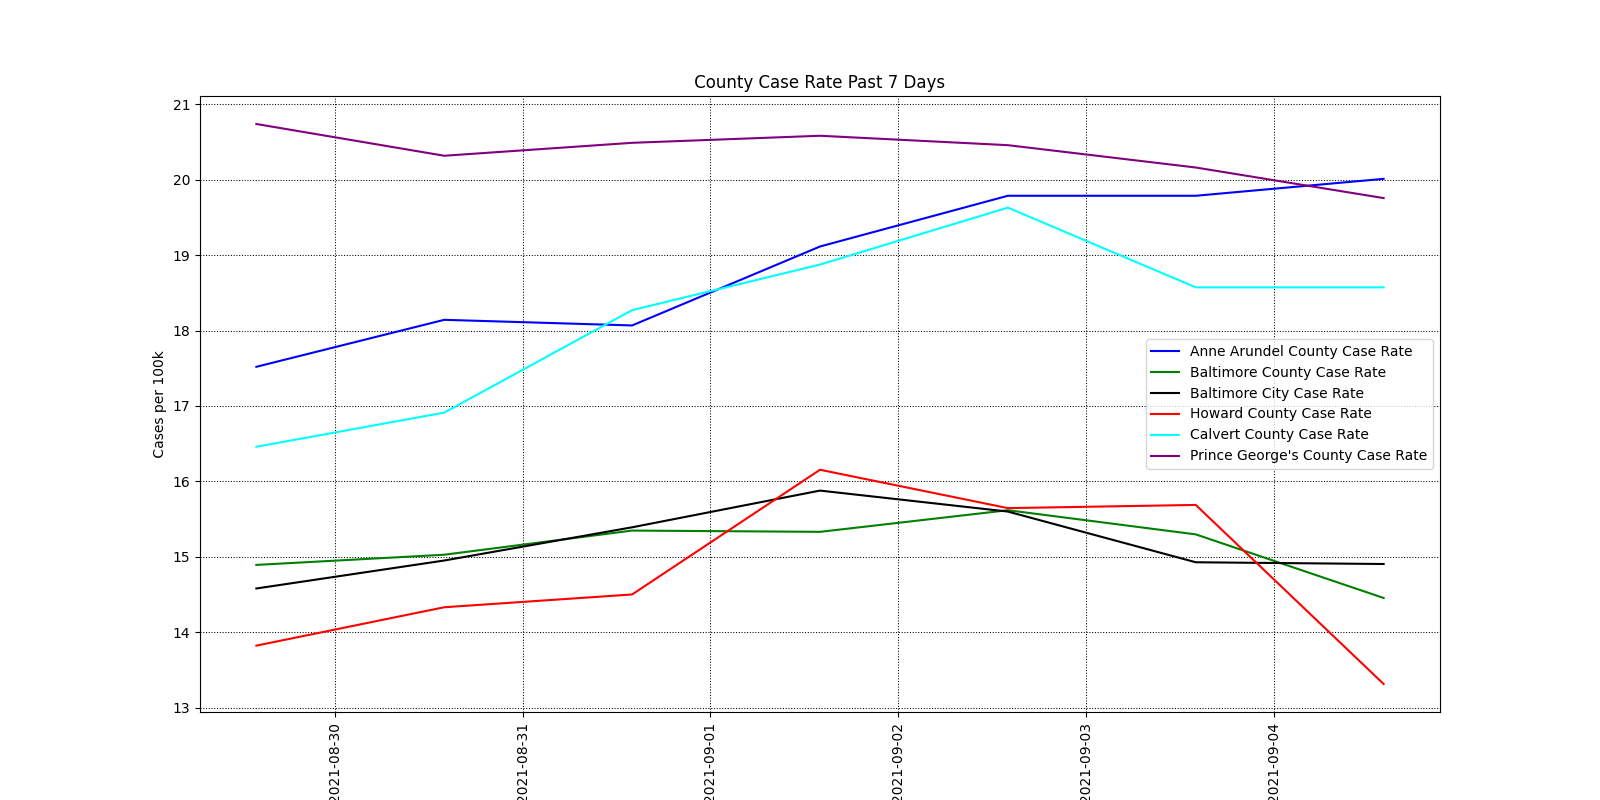 County Case Rate Past 7 Days
21
20
19
18
17
16
15
14
13
Cases per 100k
Anne Arundel County Case Rate
Baltimore County Case Rate
Baltimore City Case Rate
Howard County Case Rate
Calvert County Case Rate
Prince George's County Case Rate
2021-08-30
2021-08-31
2021-09-01
2021-09-02
2021-09-03
2021-09-04